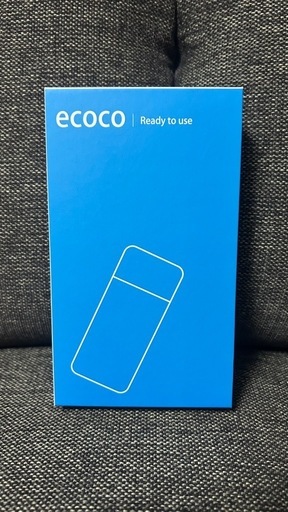 ecoco | Ready to use